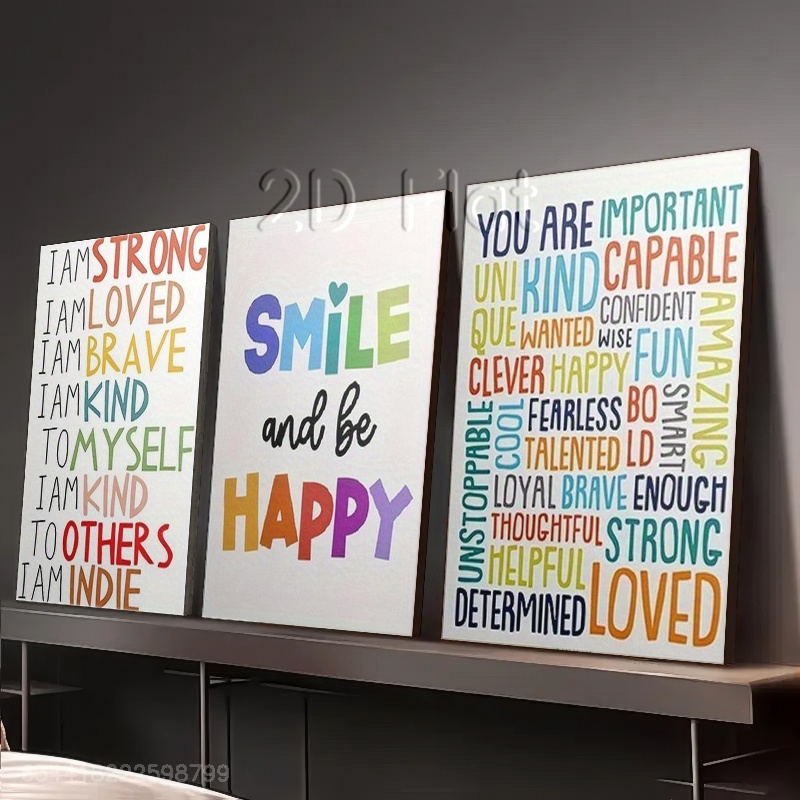 2D Flat
I AM STRONG
I AM LOVED
I AM BRAVE
I AM KIND
TO MYSELF
I AM KIND
TO OTHERS
I AM INDIE
SMILE
and be
HAPPY
YOU ARE IMPORTANT
UNI KIND CAPABLE
QUE CONFIDENT
WANTED WISE FUN AMAZING
CLEVER HAPPY
UNSTOPPABLE COOL FEARLESS BO SMART
TALENTED LD
LOYAL BRAVE ENOUGH
THOUGHTFUL STRONG
HELPFUL
DETERMINED LOVED